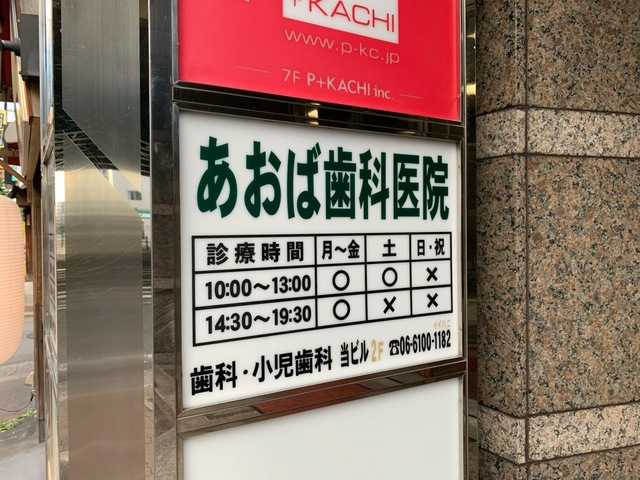 +KACHI
www.p-kc.jp
7F P+KACHI inc.
あおば歯科医院
診療時間 月〜金 土 日・祝
10:00〜13:00 ○ ○ ×
14:30〜19:30 ○ × ×
歯科・小児歯科 当ビル2F ☎06-6100-1182